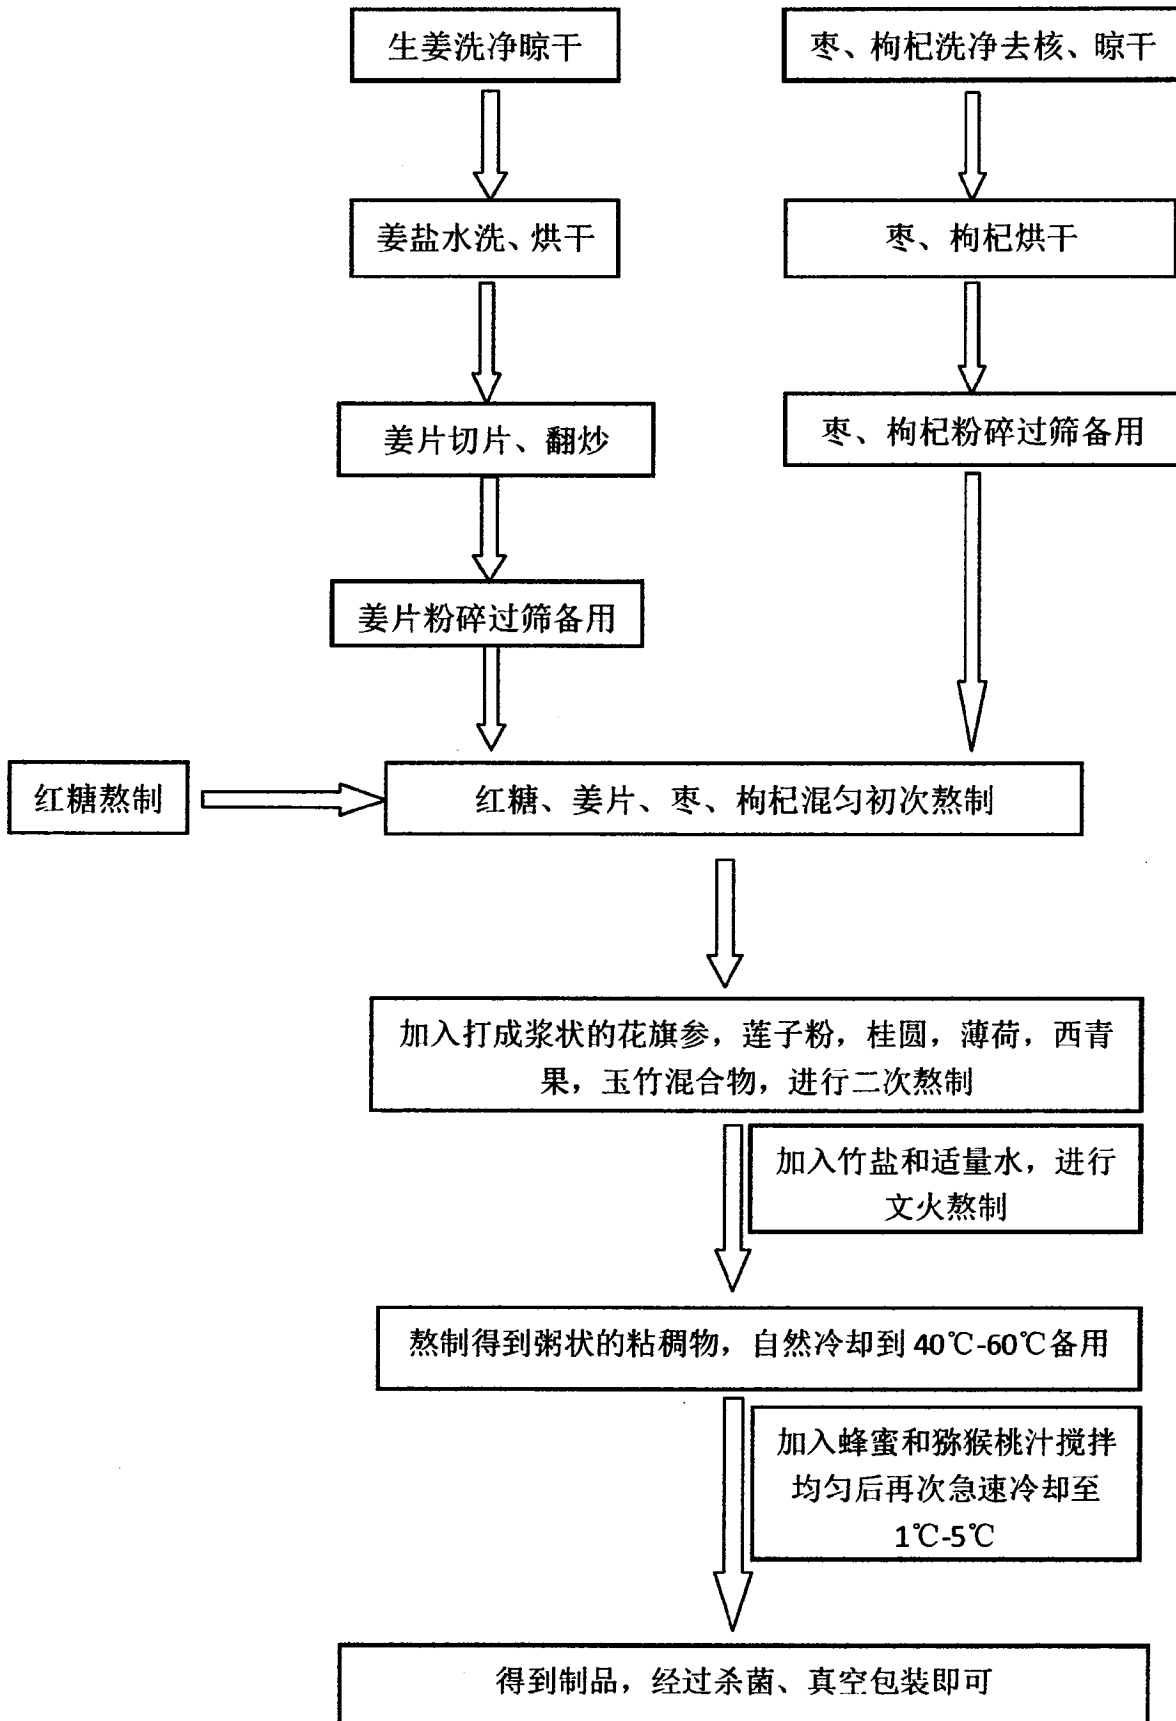 生姜洗净晾干
枣、枸杞洗净去核、晾干
姜盐水洗、烘干
枣、枸杞烘干
姜片切片、翻炒
枣、枸杞粉碎过筛备用
姜片粉碎过筛备用
红糖熬制
红糖、姜片、枣、枸杞混匀初次熬制
加入打成浆状的花旗参，莲子粉，桂圆，薄荷，西青
果，玉竹混合物，进行二次熬制
加入竹盐和适量水，进行
文火熬制
熬制得到粥状的粘稠物，自然冷却到 40℃-60℃备用
加入蜂蜜和猕猴桃汁搅拌
均匀后再次急速冷却至
1℃-5℃
得到制品，经过杀菌、真空包装即可